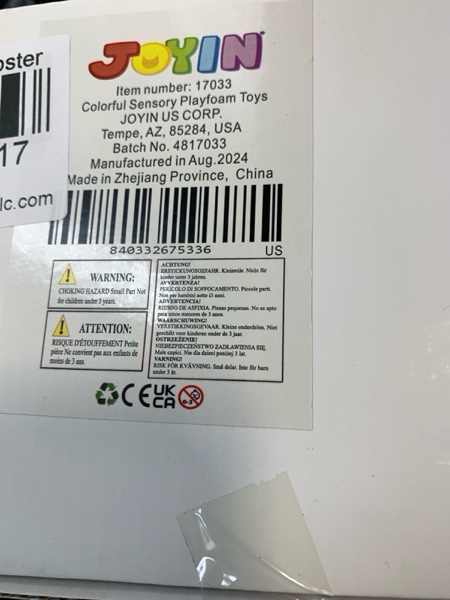 oster
17
lc.com
JOYIN
Item number: 17033
Colorful Sensory Playfoam Toys
JOYIN US CORP.
Tempe, AZ, 85284, USA
Batch No. 4817033
Manufactured in Aug.2024
Made in Zhejiang Province, China
840332675336 US
WARNING:
CHOKING HAZARD Small Part Not
for children under 3 years.
ATTENTION:
RISQUE D'ÉTOUFFEMENT Petite
pièce Ne convient pas aux enfants de
moins de 3 ans.
ACHTUNG!
ERSTICKUNGSGEFAHR. Kleinteile. Nicht für
kinder unter 3 jahren.
AVVERTENZA!
PERICOLO DI SOFFOCAMENTO. Piccole parti.
Non per bambini sotto i3 anni.
ADVERTENCIA!
RIESGO DE ASFIXIA. Piezas pequenas. No es apto
para ninos menores de 3 anos.
WAARSCHUWING!
VERSTIKKINGSGEVAAR. Kleine onderdelen. Niet
geschikt voor kinderen onder de 3 jaar.
OSTRZEŻENIE!
NIEBEZPIECZEŃSTWO ZADŁAWIENIA SIĘ.
Małe części. Nie dla dzieci poniżej 3 lat.
VARNING!
RISK FÖR KVÄVNING. Små delar. Inte för barn
under 3 år.
CE UK
CA 0-3